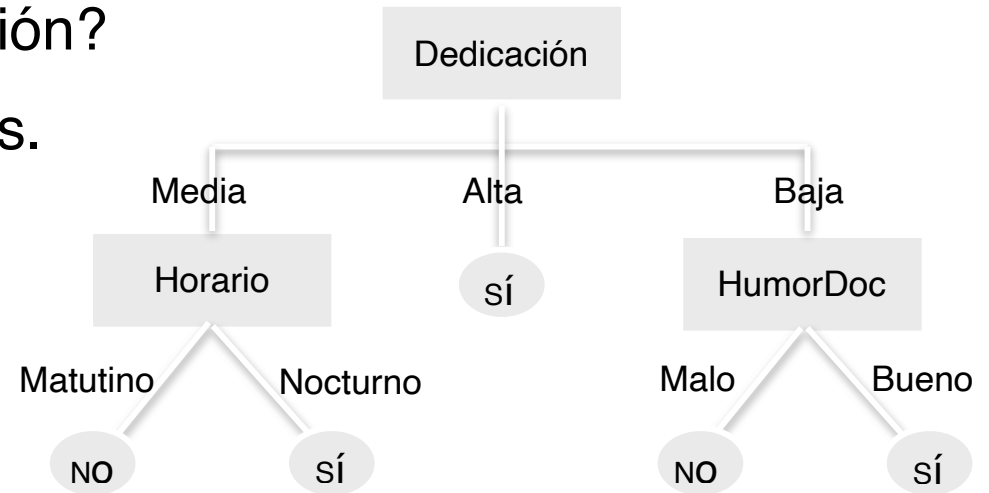 ión?
s.
Dedicación
Media Alta Baja
Horario SÍ HumorDoc
Matutino Nocturno Malo Bueno
NO SÍ NO SÍ